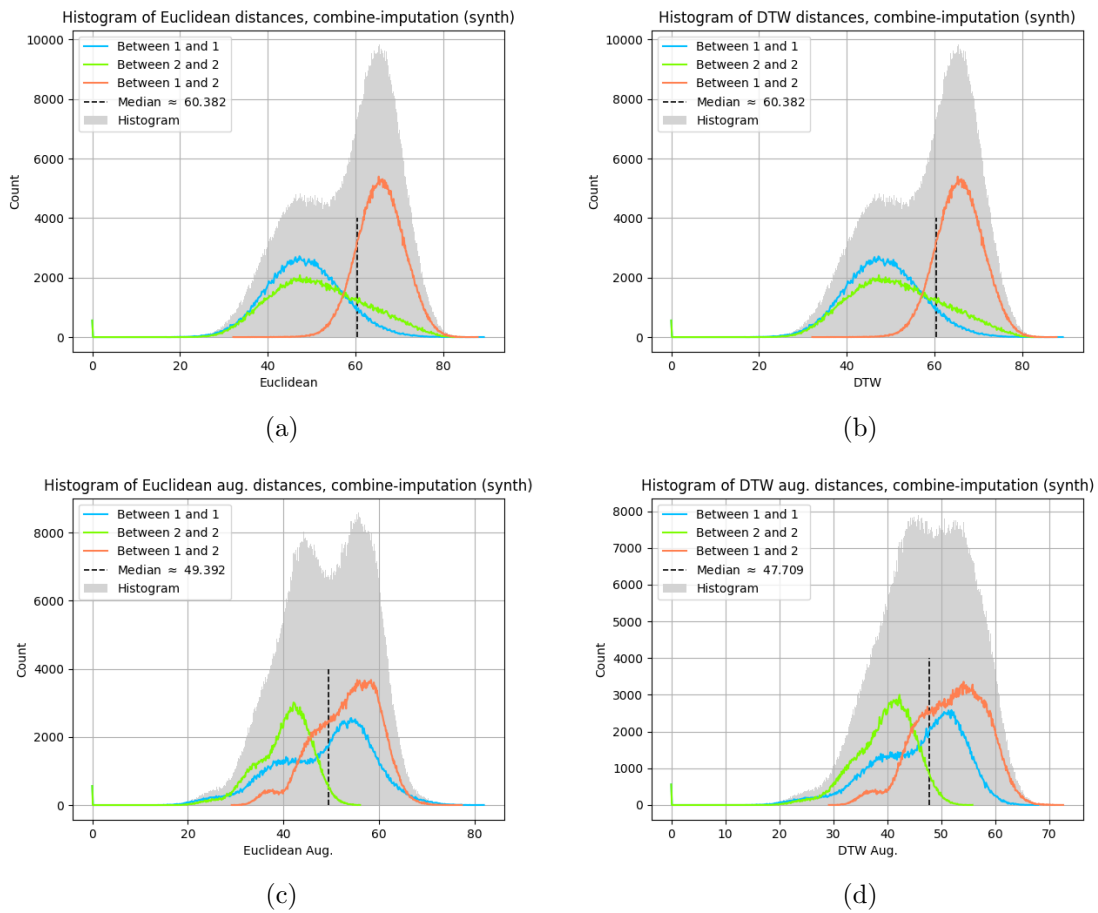 Histogram of Euclidean distances, combine-imputation (synth)
10000
8000
6000
4000
2000
0
Count
Between 1 and 1
Between 2 and 2
Between 1 and 2
Median ≈ 60.382
Histogram
0 20 40 60 80
Euclidean
(a)
Histogram of DTW distances, combine-imputation (synth)
10000
8000
6000
4000
2000
0
Count
Between 1 and 1
Between 2 and 2
Between 1 and 2
Median ≈ 60.382
Histogram
0 20 40 60 80
DTW
(b)
Histogram of Euclidean aug. distances, combine-imputation (synth)
8000
6000
4000
2000
0
Count
Between 1 and 1
Between 2 and 2
Between 1 and 2
Median ≈ 49.392
Histogram
0 20 40 60 80
Euclidean Aug.
(c)
Histogram of DTW aug. distances, combine-imputation (synth)
8000
7000
6000
5000
4000
3000
2000
1000
0
Count
Between 1 and 1
Between 2 and 2
Between 1 and 2
Median ≈ 47.709
Histogram
0 10 20 30 40 50 60 70
DTW Aug.
(d)